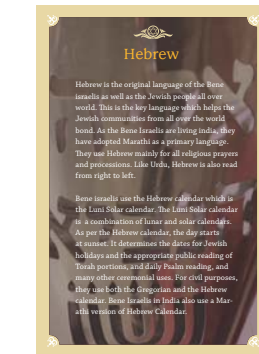 Hebrew
Hebrew is the original language of the Bene
israelis as well as the Jewish people all over
world. This is the key language which helps the
Jewish communities from all over the world
bond. As the Bene Israelis are living india, they
have adopted Marathi as a primary language.
They use Hebrew mainly for all religious prayers
and processions. Like Urdu, Hebrew is also read
from right to left.
Bene israelis use the Hebrew calendar which is
the Luni Solar calendar. The Luni Solar calendar
is a combination of lunar and solar calendars.
As per the Hebrew calendar, the day starts
at sunset. It determines the dates for Jewish
holidays and the appropriate public reading of
Torah portions, and daily Psalm reading, and
many other ceremonial uses. For civil purposes,
they use both the Gregorian and the Hebrew
calendar. Bene Israelis in India also use a Mar-
athi version of Hebrew Calendar.